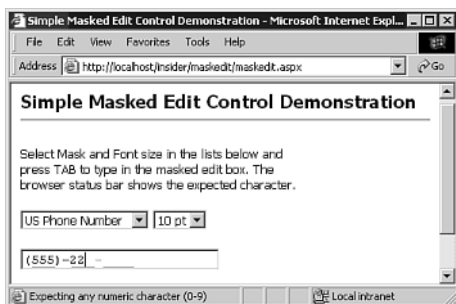 Simple Masked Edit Control Demonstration - Microsoft Internet Expl...
File Edit View Favorites Tools Help
Address http://localhost/insider/maskedit/maskedit.aspx Go
Simple Masked Edit Control Demonstration
Select Mask and Font size in the lists below and
press TAB to type in the masked edit box. The
browser status bar shows the expected character.
US Phone Number 10 pt
(555)-22_-____
Expecting any numeric character (0-9) Local intranet